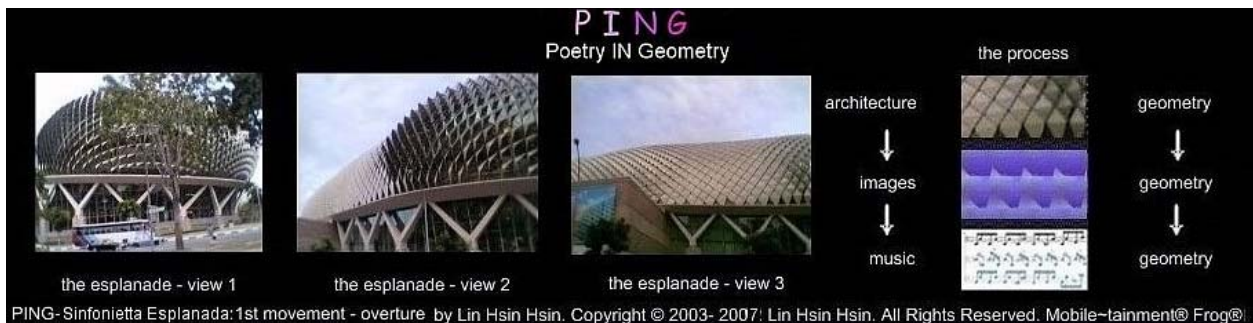 PING
Poetry IN Geometry
the process
architecture
geometry
images
geometry
music
geometry
the esplanade - view 1
the esplanade - view 2
the esplanade - view 3
PING- Sinfonietta Esplanada:1st movement - overture by Lin Hsin Hsin. Copyright © 2003- 2007: Lin Hsin Hsin. All Rights Reserved. Mobile~tainment® Frog®